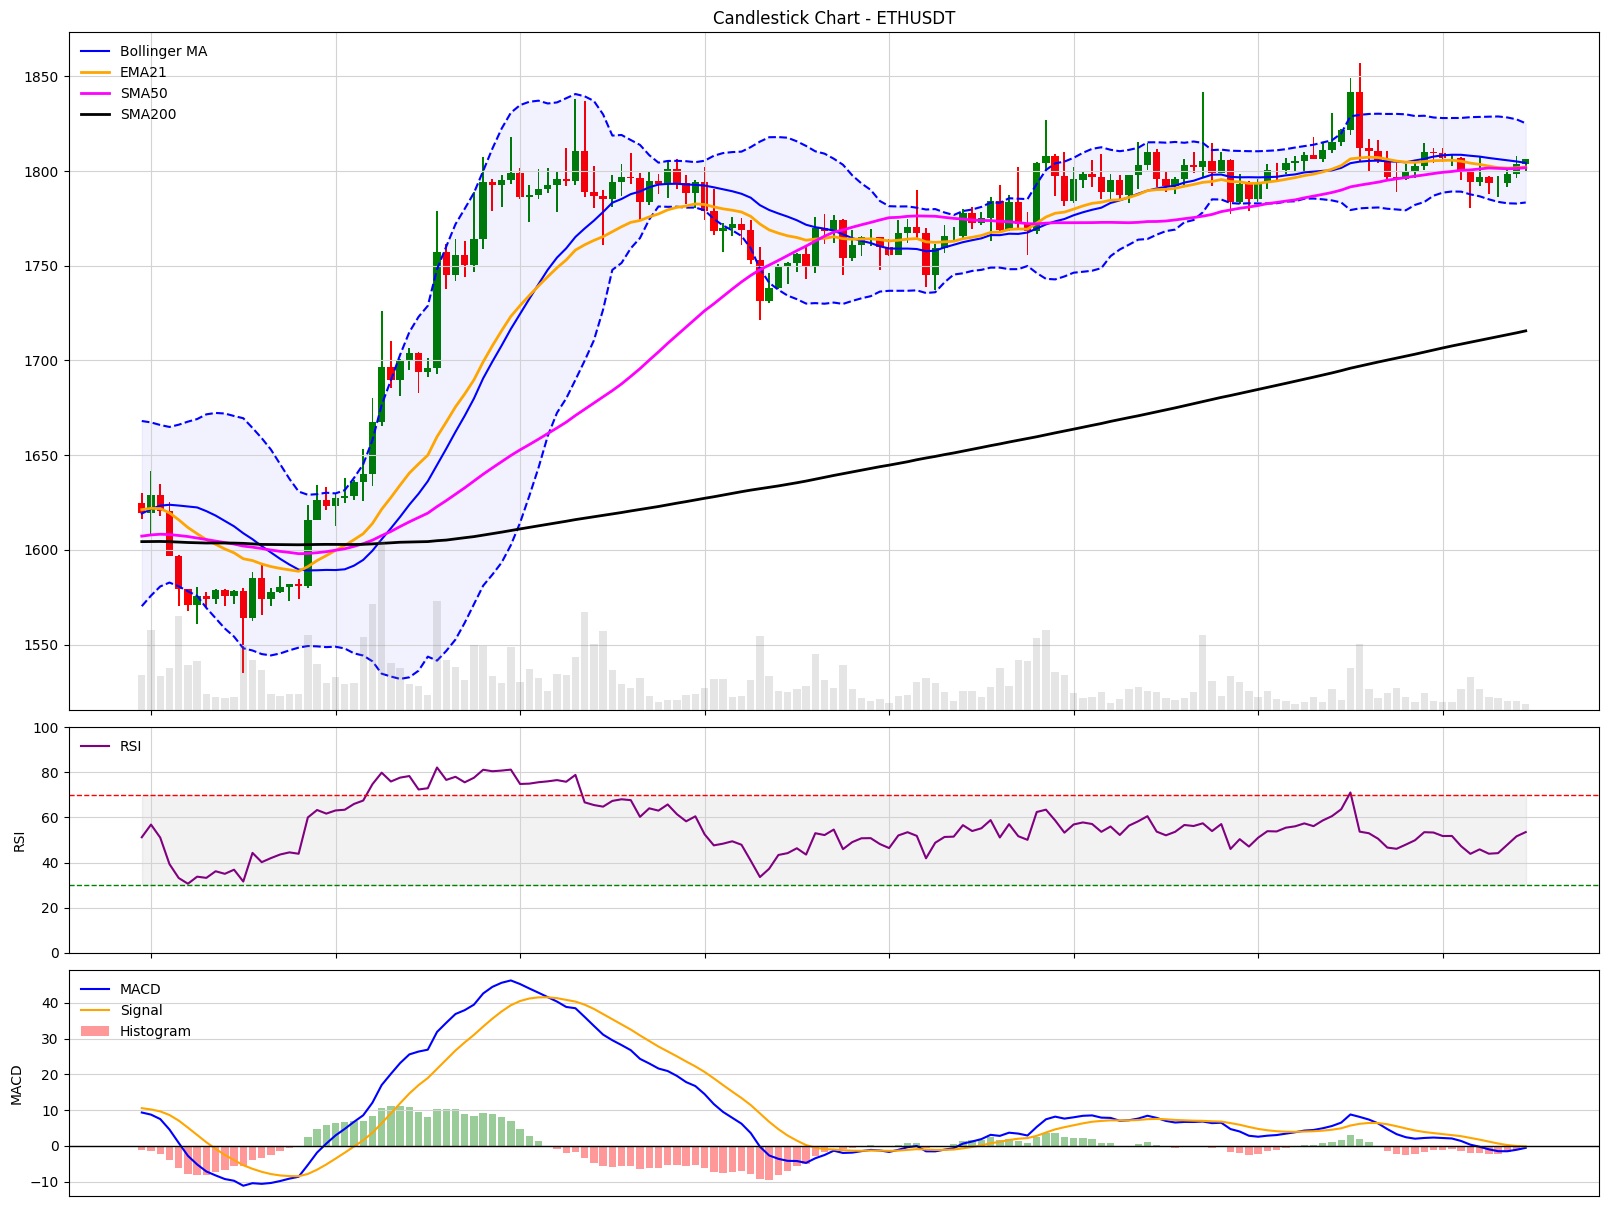 Candlestick Chart - ETHUSDT
Bollinger MA
EMA21
SMA50
SMA200
1850
1800
1750
1700
1650
1600
1550
RSI
100
80
60
40
20
0
RSI
MACD
Signal
Histogram
40
30
20
10
0
−10
MACD